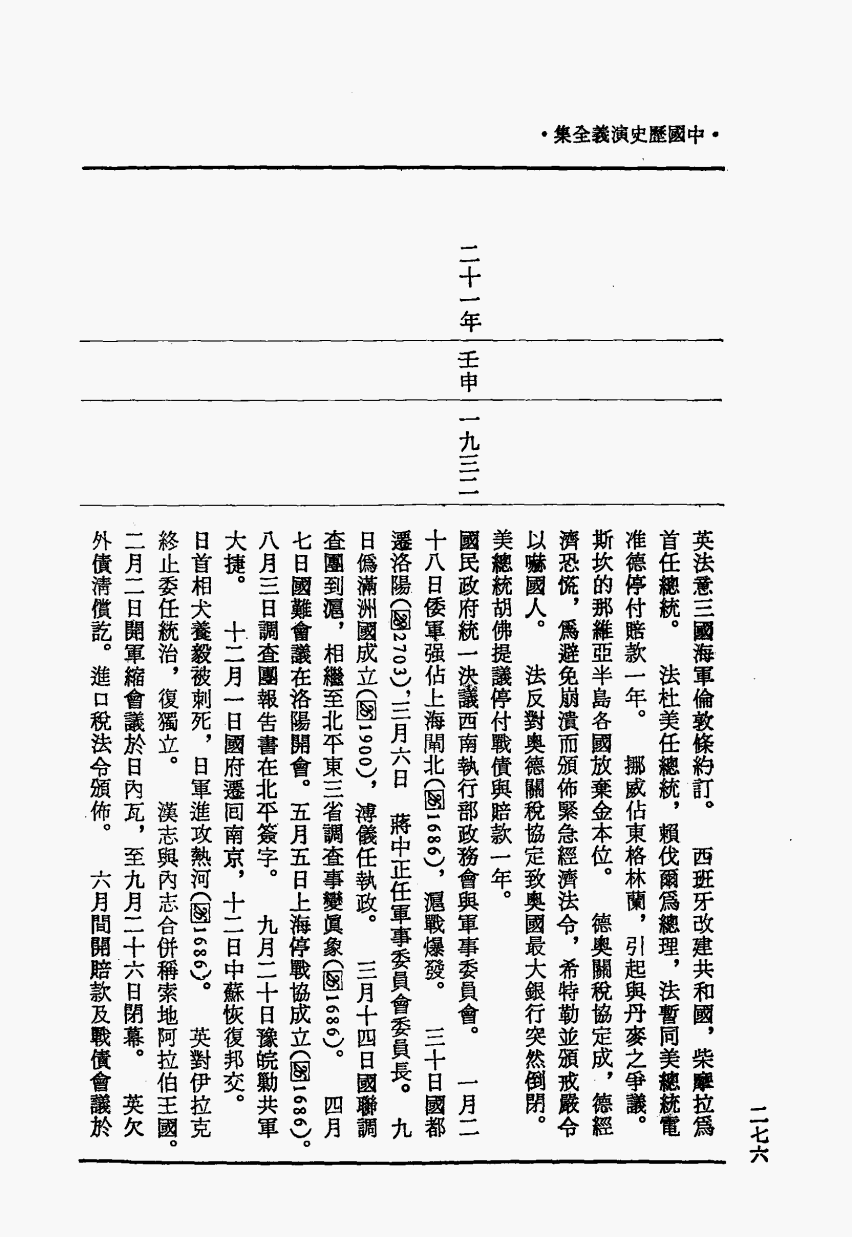 •中國歷史演義全集•
二七六
英法意三國海軍倫敦條約訂。　西班牙改建共和國，柴摩拉爲
首任總統。　法杜美任總統，賴伐爾爲總理，法暫同美總統電
准德停付賠款一年。　挪威佔東格林蘭，引起與丹麥之爭議。
斯坎的那維亞半島各國放棄金本位。　德奧關稅協定成，德經
濟恐慌，爲避免崩潰而頒佈緊急經濟法令，希特勒並頒戒嚴令
以嚇國人。　法反對奧德關稅協定致奧國最大銀行突然倒閉。
美總統胡佛提議停付戰債與賠款一年。
二十一年　壬申　一九三二　國民政府統一決議西南執行部政務會與軍事委員會。　一月二
十八日倭軍强佔上海閘北(圖1686)，滬戰爆發。　三十日國都
遷洛陽(圖2703)，三月六日　蔣中正任軍事委員會委員長。　九
日僞滿洲國成立(圖1900)，溥儀任執政。　三月十四日國聯調
查團到滬，相繼至北平東三省調查事變眞象(圖1686)。　四月
七日國難會議在洛陽開會。五月五日上海停戰協成立(圖1686)。
八月三日調查團報告書在北平簽字。　九月二十日豫皖勦共軍
大捷。　十二月一日國府遷囘南京，十二日中蘇恢復邦交。
日首相犬養毅被刺死，日軍進攻熱河(圖1686)。　英對伊拉克
終止委任統治，復獨立。　漢志與內志合併稱索地阿拉伯王國。
二月二日開軍縮會議於日內瓦，至九月二十六日閉幕。　英欠
外債淸償訖。進口稅法令頒佈。　六月間開賠款及戰債會議於